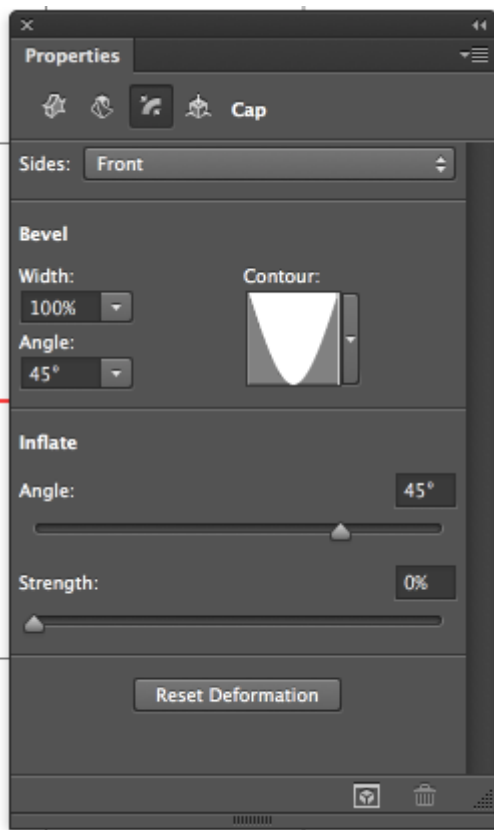 Properties
Cap
Sides: Front
Bevel
Width: Contour:
100%
Angle:
45°
Inflate
Angle: 45°
Strength: 0%
Reset Deformation